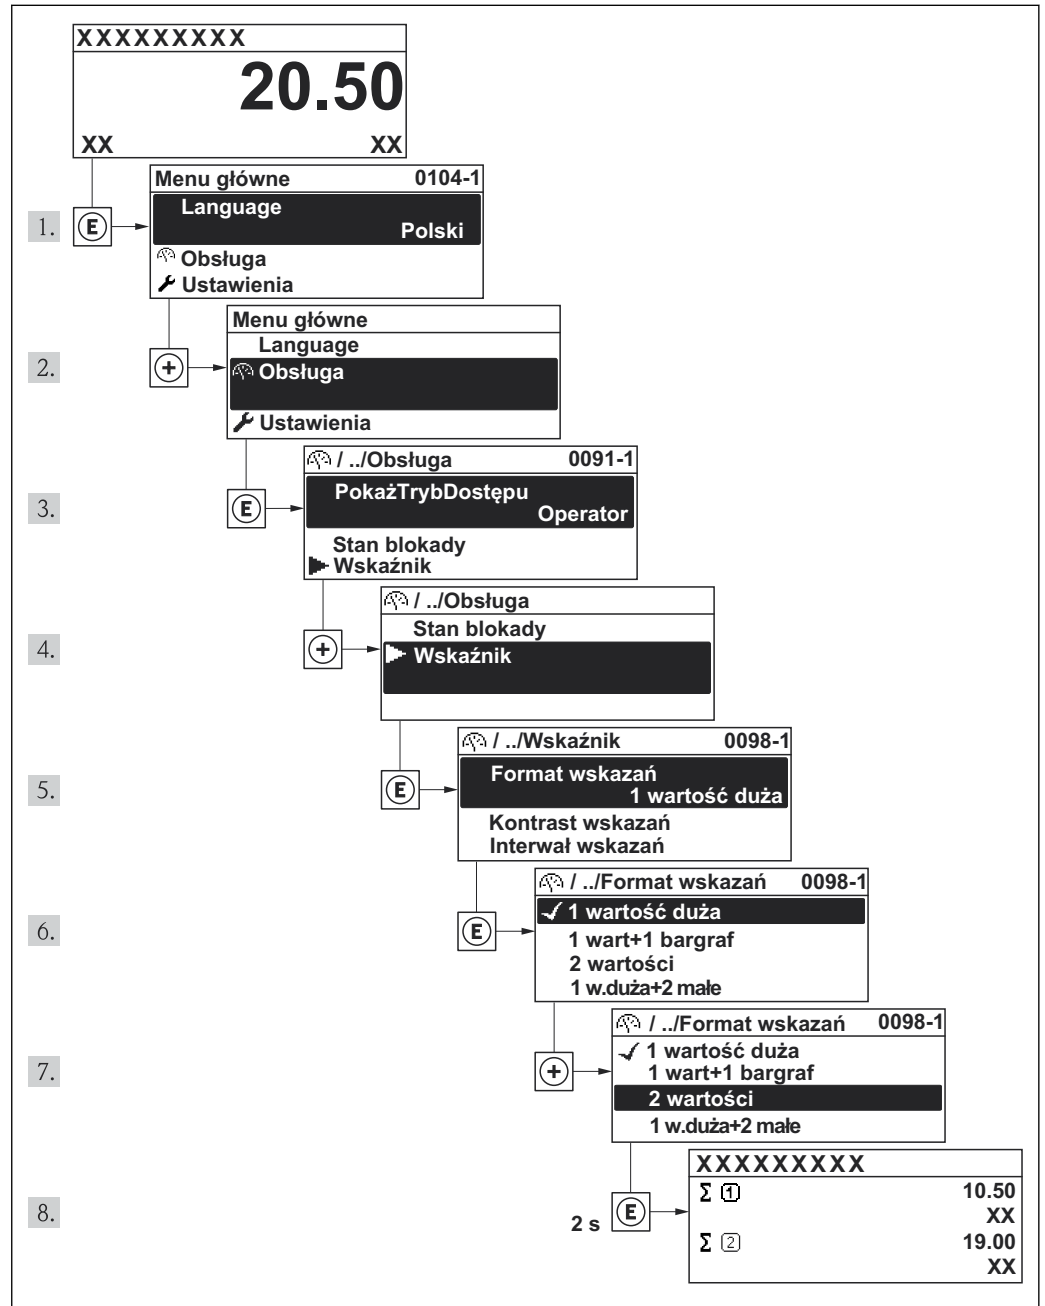 XXXXXXXXX
20.50
XX XX
Menu główne 0104-1
Language
Polski
Obsługa
Ustawienia
1. E
Menu główne
Language
Obsługa
Ustawienia
2. +
/ ../Obsługa 0091-1
PokażTrybDostępu
Operator
Stan blokady
Wskaźnik
3. E
/ ../Obsługa
Stan blokady
Wskaźnik
4. +
/ ../Wskaźnik 0098-1
Format wskazań
1 wartość duża
Kontrast wskazań
Interwał wskazań
5. E
/ ../Format wskazań 0098-1
1 wartość duża
1 wart+1 bargraf
2 wartości
1 w.duża+2 małe
6. E
/ ../Format wskazań 0098-1
1 wartość duża
1 wart+1 bargraf
2 wartości
1 w.duża+2 małe
7. +
XXXXXXXXX
Σ 1 10.50
XX
Σ 2 19.00
XX
8. 2 s E